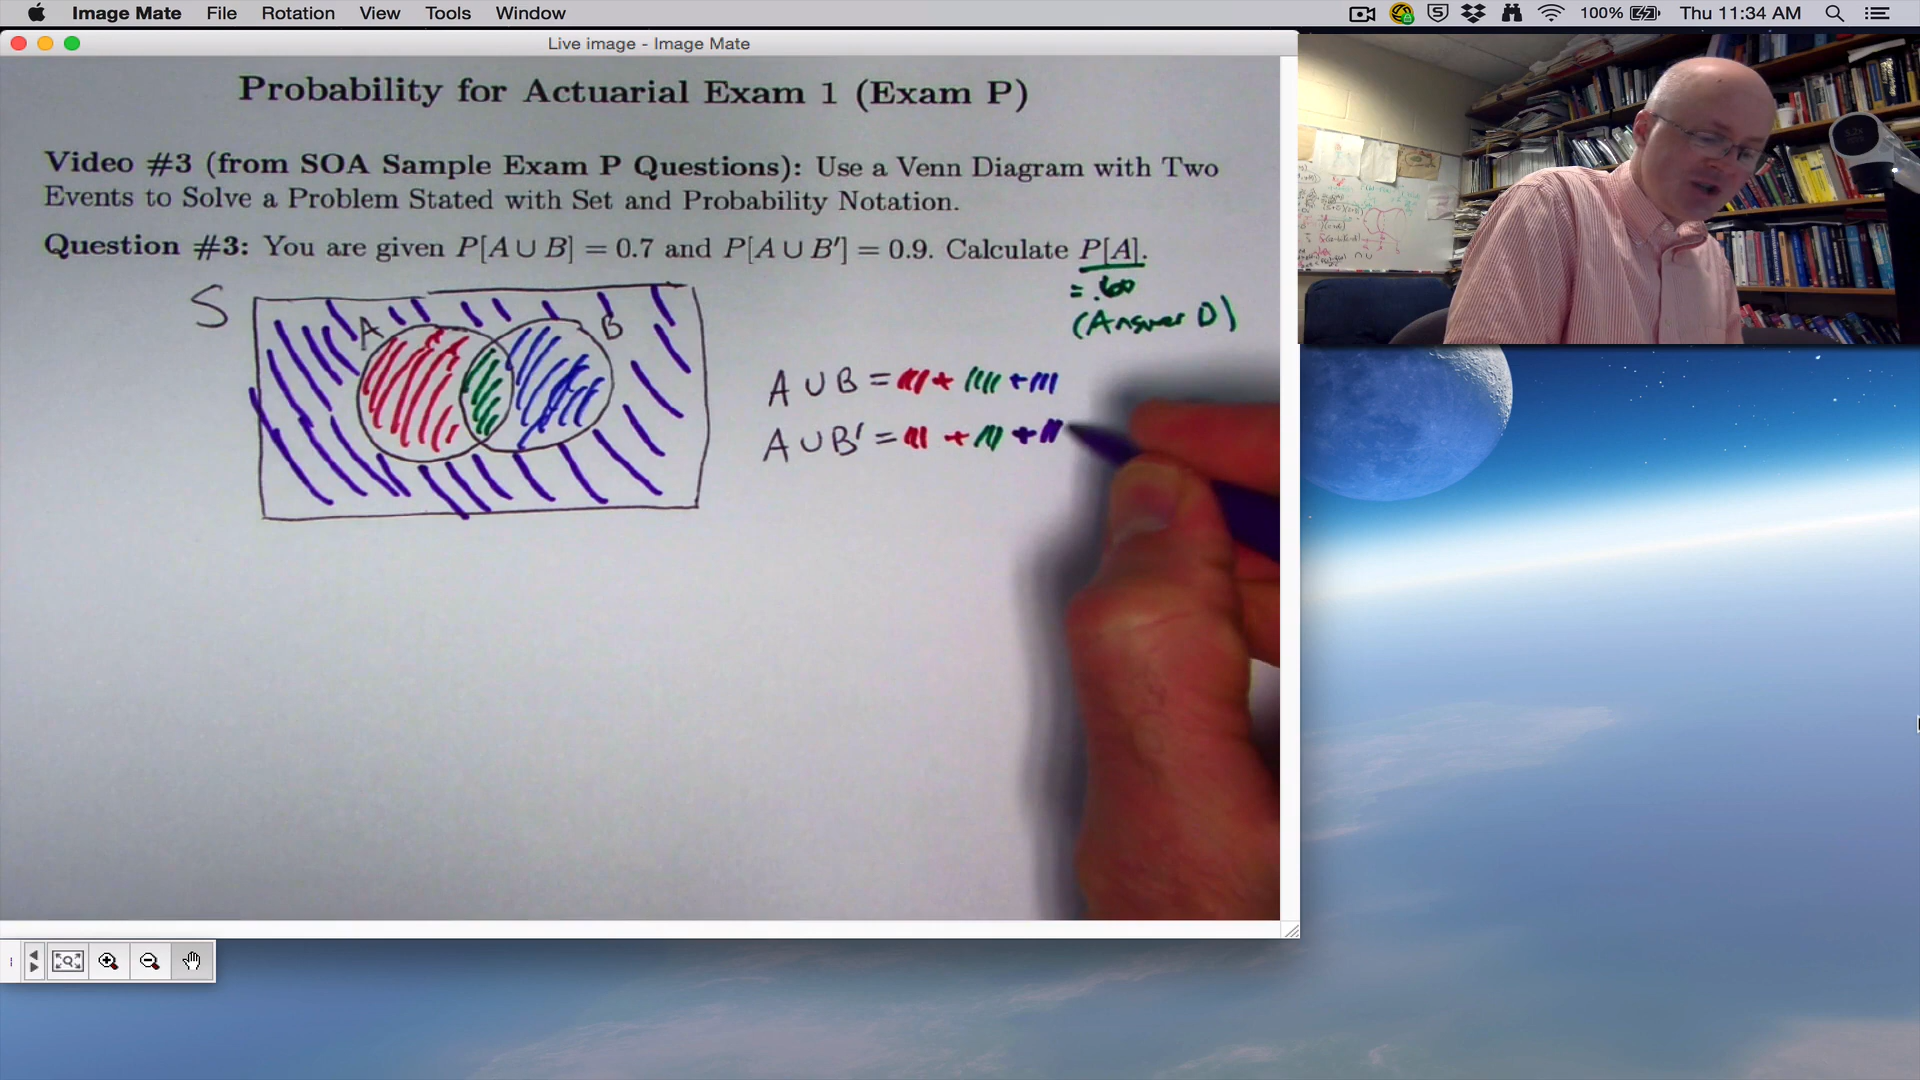 Image Mate File Rotation View Tools Window 100% Thu 11:34 AM
Live image - Image Mate
Probability for Actuarial Exam 1 (Exam P)
Video #3 (from SOA Sample Exam P Questions): Use a Venn Diagram with Two
Events to Solve a Problem Stated with Set and Probability Notation.
Question #3: You are given P[A ∪ B] = 0.7 and P[A ∪ B′] = 0.9. Calculate P[A].
= .60
(Answer D)
S
A B
A ∪ B = + +
A ∪ B′ = + +